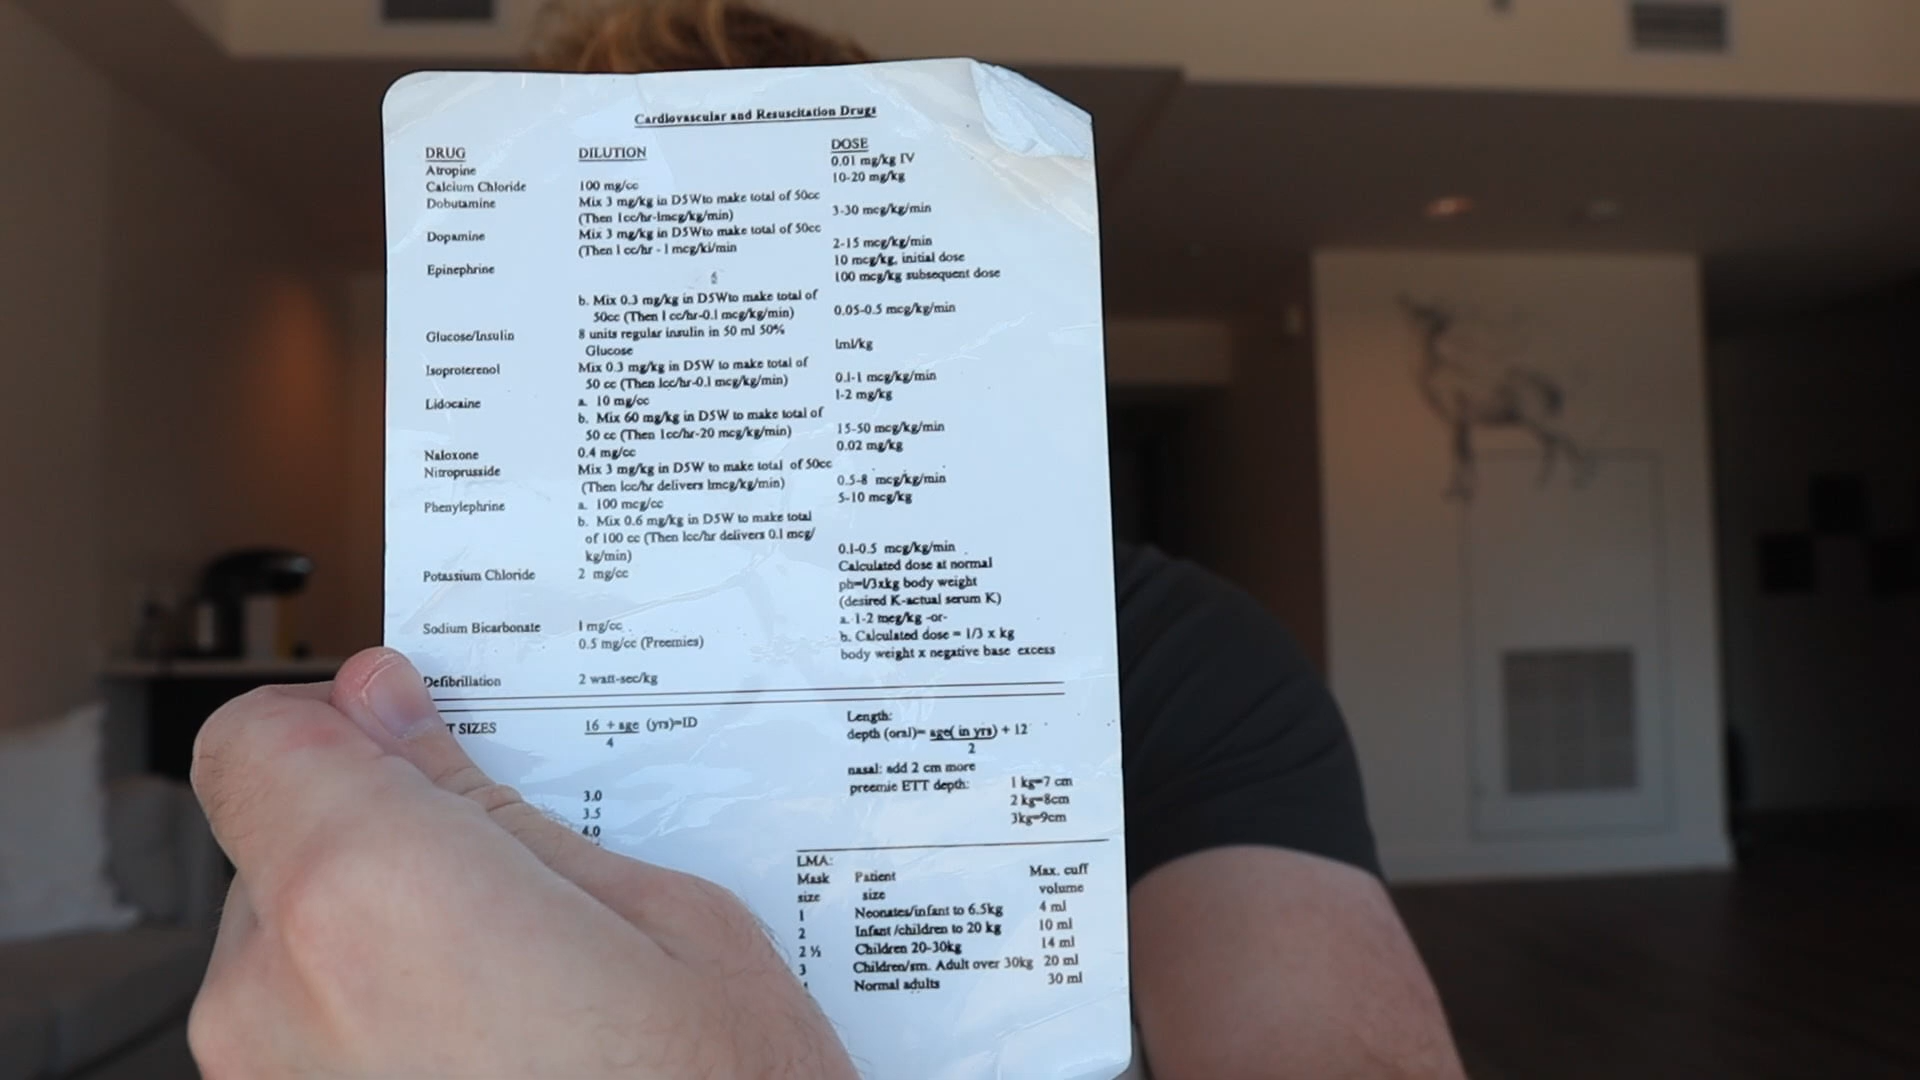 Cardiovascular and Resuscitation Drugs
DRUG DILUTION DOSE
Atropine 0.01 mg/kg IV
Calcium Chloride 100 mg/cc 10-20 mg/kg
Dobutamine Mix 3 mg/kg in D5Wto make total of 50cc
(Then 1cc/hr-1mcg/kg/min) 3-30 mcg/kg/min
Dopamine Mix 3 mg/kg in D5Wto make total of 50cc
(Then 1 cc/hr - 1 mcg/ki/min 2-15 mcg/kg/min
Epinephrine 10 mcg/kg, initial dose
100 mcg/kg subsequent dose
b. Mix 0.3 mg/kg in D5Wto make total of
50cc (Then 1 cc/hr-0.1 mcg/kg/min) 0.05-0.5 mcg/kg/min
Glucose/Insulin 8 units regular insulin in 50 ml 50%
Glucose 1ml/kg
Isoproterenol Mix 0.3 mg/kg in D5W to make total of
50 cc (Then 1cc/hr-0.1 mcg/kg/min) 0.1-1 mcg/kg/min
Lidocaine a. 10 mg/cc 1-2 mg/kg
b. Mix 60 mg/kg in D5W to make total of
50 cc (Then 1cc/hr-20 mcg/kg/min) 15-50 mcg/kg/min
Naloxone 0.4 mg/cc 0.02 mg/kg
Nitroprusside Mix 3 mg/kg in D5W to make total of 50cc
(Then 1cc/hr delivers 1mcg/kg/min) 0.5-8 mcg/kg/min
Phenylephrine a. 100 mcg/cc 5-10 mcg/kg
b. Mix 0.6 mg/kg in D5W to make total
of 100 cc (Then 1cc/hr delivers 0.1 mcg/
kg/min) 0.1-0.5 mcg/kg/min
Potassium Chloride 2 mg/cc Calculated dose at normal
ph=1/3xkg body weight
(desired K-actual serum K)
Sodium Bicarbonate 1 mg/cc a. 1-2 meg/kg -or-
0.5 mg/cc (Preemies) b. Calculated dose = 1/3 x kg
body weight x negative base excess
Defibrillation 2 watt-sec/kg
T SIZES 16 + age (yrs)=ID
4
Length:
depth (oral)= age( in yrs) + 12
2
nasal: add 2 cm more
preemie ETT depth: 1 kg=7 cm
2 kg=8cm
3kg=9cm
3.0
3.5
4.0
LMA:
Mask size Patient size Max. cuff volume
1 Neonates/infant to 6.5kg 4 ml
2 Infant /children to 20 kg 10 ml
2 ½ Children 20-30kg 14 ml
3 Children/sm. Adult over 30kg 20 ml
Normal adults 30 ml